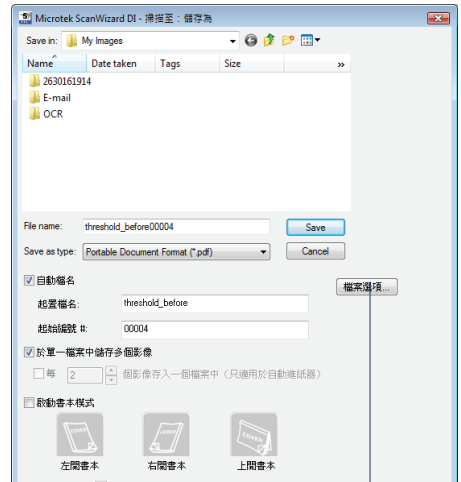 Microtek ScanWizard DI - 掃描至：儲存為
Save in: My Images
Name Date taken Tags Size »
2630161914
E-mail
OCR
File name: threshold_before00004 Save
Save as type: Portable Document Format (*.pdf) Cancel
自動檔名
檔案選項...
起置檔名: threshold_before
起始編號 #: 00004
於單一檔案中儲存多個影像
每 2 個影像存入一個檔案中（只適用於自動進紙器）
啟動書本模式
COVER COVER COVER
左開書本 右開書本 上開書本